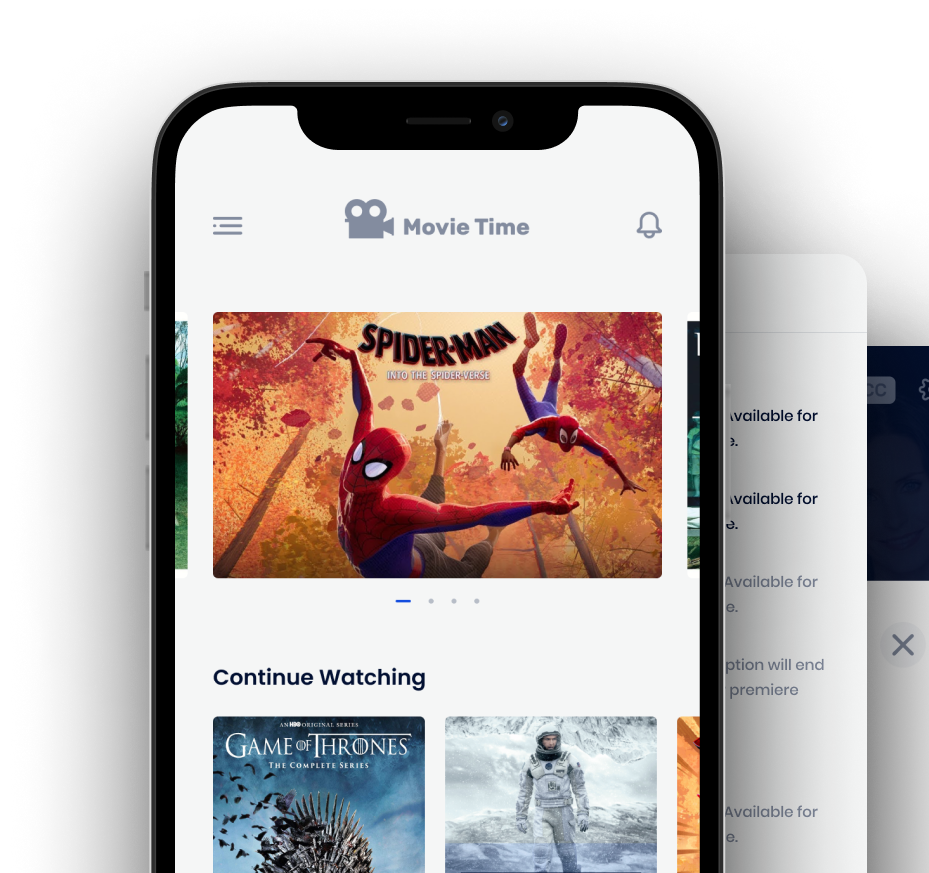 Movie Time
SPIDER-MAN
INTO THE SPIDER-VERSE
Continue Watching
AN HBO ORIGINAL SERIES
GAME OF THRONES
THE COMPLETE SERIES
CC
Available for
e.
Available for
e.
Available for
e.
ption will end
premiere
Available for
e.